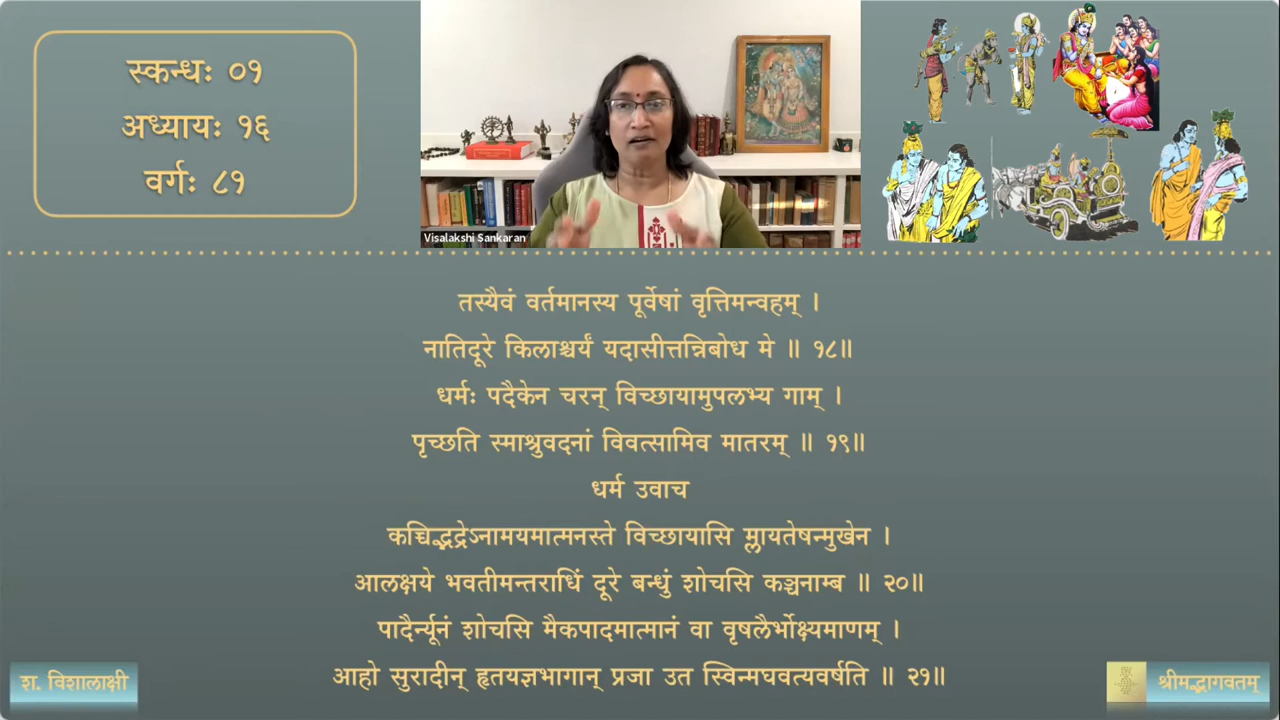 स्कन्धः ०१
अध्यायः १६
वर्गः ८१
Visalakshi Sankaran
तस्यैवं वर्तमानस्य पूर्वेषां वृत्तिमन्वहम् ।
नातिदूरे किलाश्चर्यं यदासीत्तन्निबोध मे ॥ १८॥
धर्मः पदैकेन चरन् विच्छायामुपलभ्य गाम् ।
पृच्छति स्माश्रुवदनां विवत्सामिव मातरम् ॥ १९॥
धर्म उवाच
कच्चिद्भद्रेऽनामयमात्मनस्ते विच्छायासि म्लायतेषन्मुखेन ।
आलक्षये भवतीमन्तराधिं दूरे बन्धुं शोचसि कञ्चनाम्ब ॥ २०॥
पादैर्न्यूनं शोचसि मैकपादमात्मानं वा वृषलैर्भोक्ष्यमाणम् ।
आहो सुरादीन् हृतयज्ञभागान् प्रजा उत स्विन्मघवत्यवर्षति ॥ २१॥
श. विशालाक्षी
श्रीमद्भागवतम्